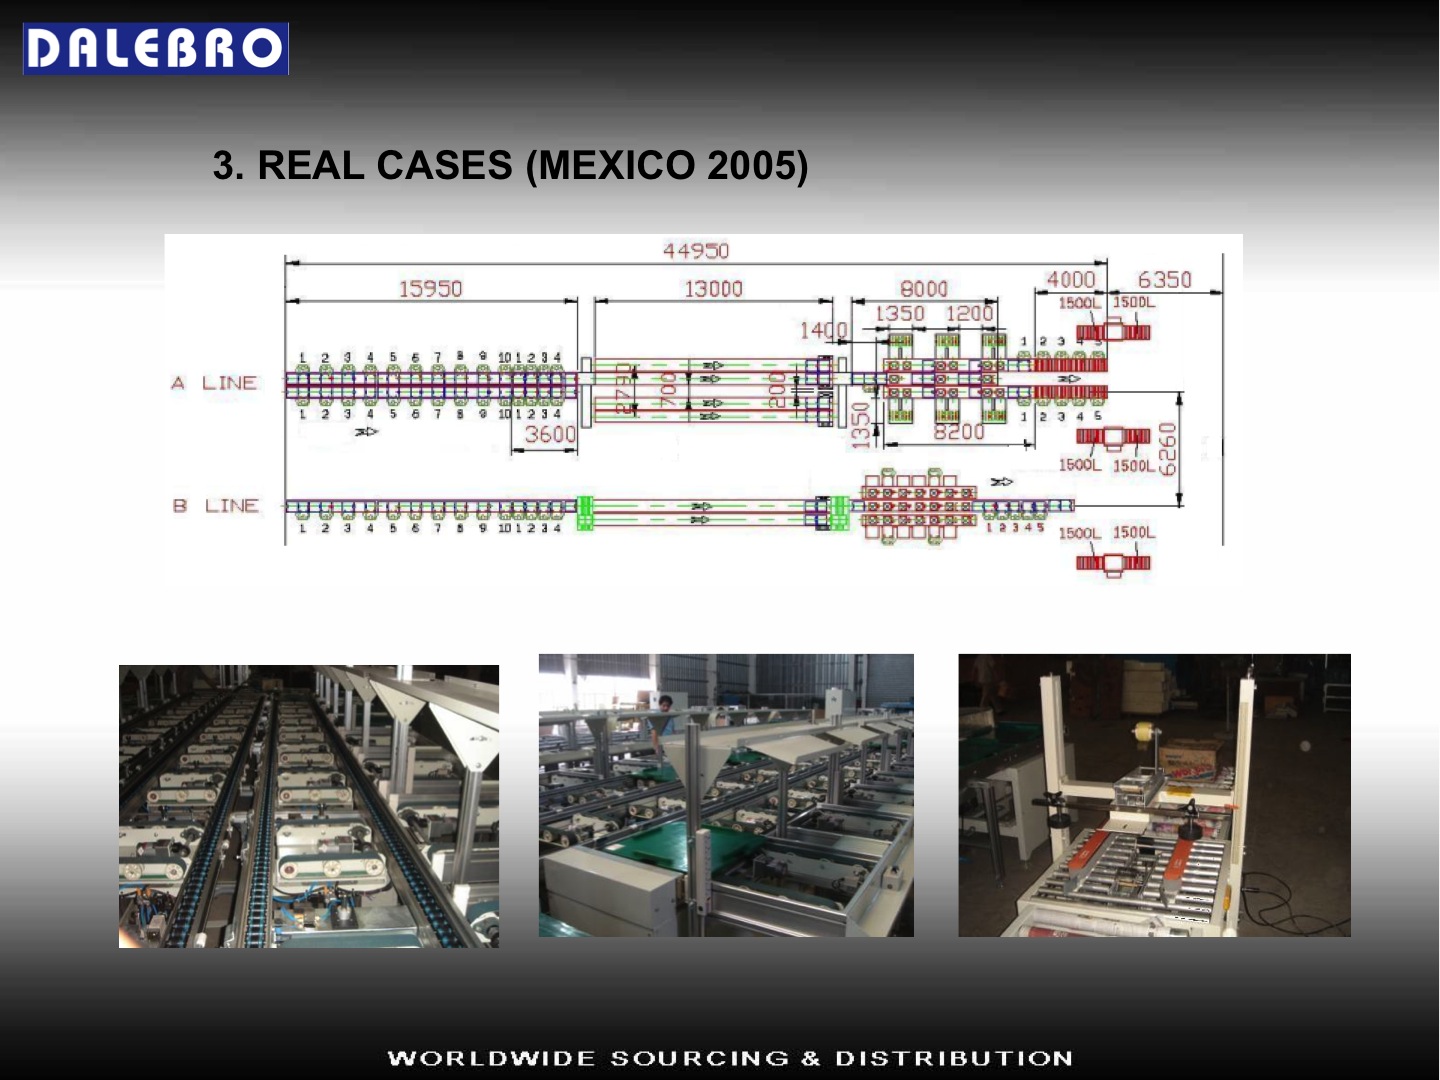 DALEBRO
3. REAL CASES (MEXICO 2005)
44950
15950 13000 8000 4000 6350
1350 1200 1500L 1500L
1400
1 2 3 4 5 6 7 8 9 10 1 2 3 4 1 2 3 4 5
A LINE
2790 700 200
1 2 3 4 5 6 7 8 9 10 1 2 3 4 1 2 3 4 5
3600 1350 8200
1500L 1500L 6260
B LINE
1 2 3 4 5 6 7 8 9 10 1 2 3 4 1 2 3 4 5
1500L 1500L
WORLDWIDE SOURCING & DISTRIBUTION